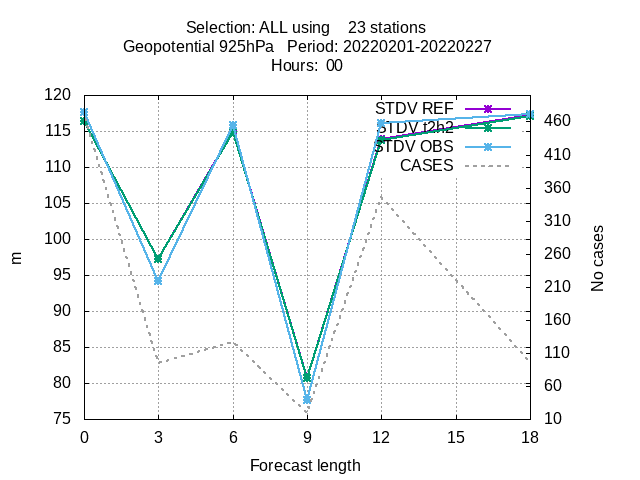 Selection: ALL using 23 stations
Geopotential 925hPa Period: 20220201-20220227
Hours: 00
120
115
110
105
100
95
90
85
80
75
m
0 3 6 9 12 15 18
Forecast length
STDV REF
STDV t2h2
STDV OBS
CASES
460
410
360
310
260
210
160
110
60
10
No cases